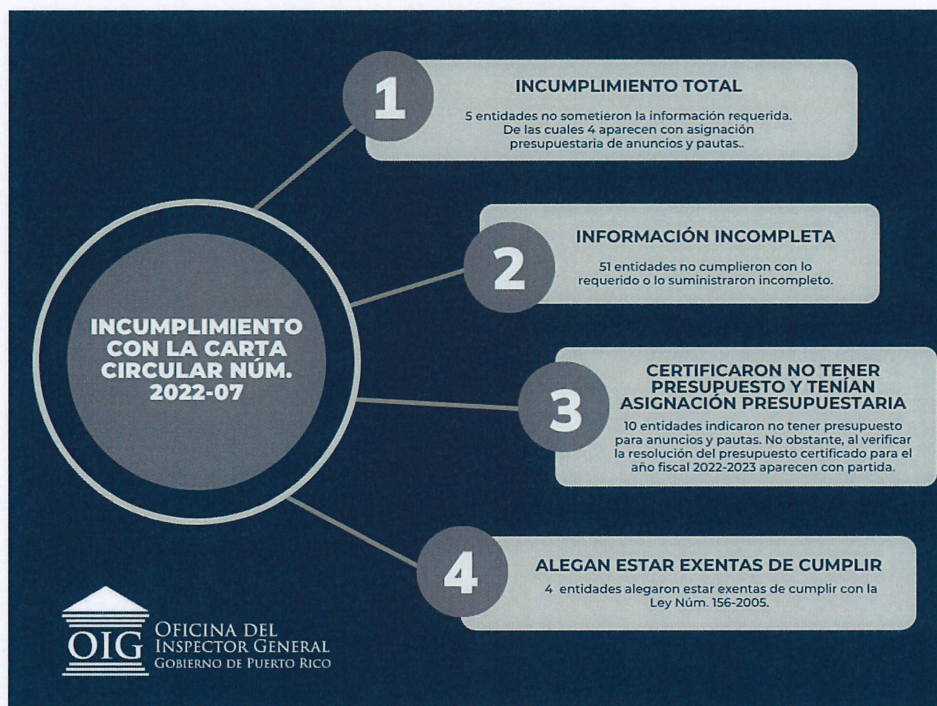 1
INCUMPLIMIENTO TOTAL
5 entidades no sometieron la información requerida.
De las cuales 4 aparecen con asignación
presupuestaria de anuncios y pautas..
2
INFORMACIÓN INCOMPLETA
51 entidades no cumplieron con lo
requerido o lo suministraron incompleto.
INCUMPLIMIENTO
CON LA CARTA
CIRCULAR NÚM.
2022-07
3
CERTIFICARON NO TENER
PRESUPUESTO Y TENÍAN
ASIGNACIÓN PRESUPUESTARIA
10 entidades indicaron no tener presupuesto
para anuncios y pautas. No obstante, al verificar
la resolución del presupuesto certificado para el
año fiscal 2022-2023 aparecen con partida.
4
ALEGAN ESTAR EXENTAS DE CUMPLIR
4 entidades alegaron estar exentas de cumplir con la
Ley Núm. 156-2005.
OIG
OFICINA DEL
INSPECTOR GENERAL
GOBIERNO DE PUERTO RICO